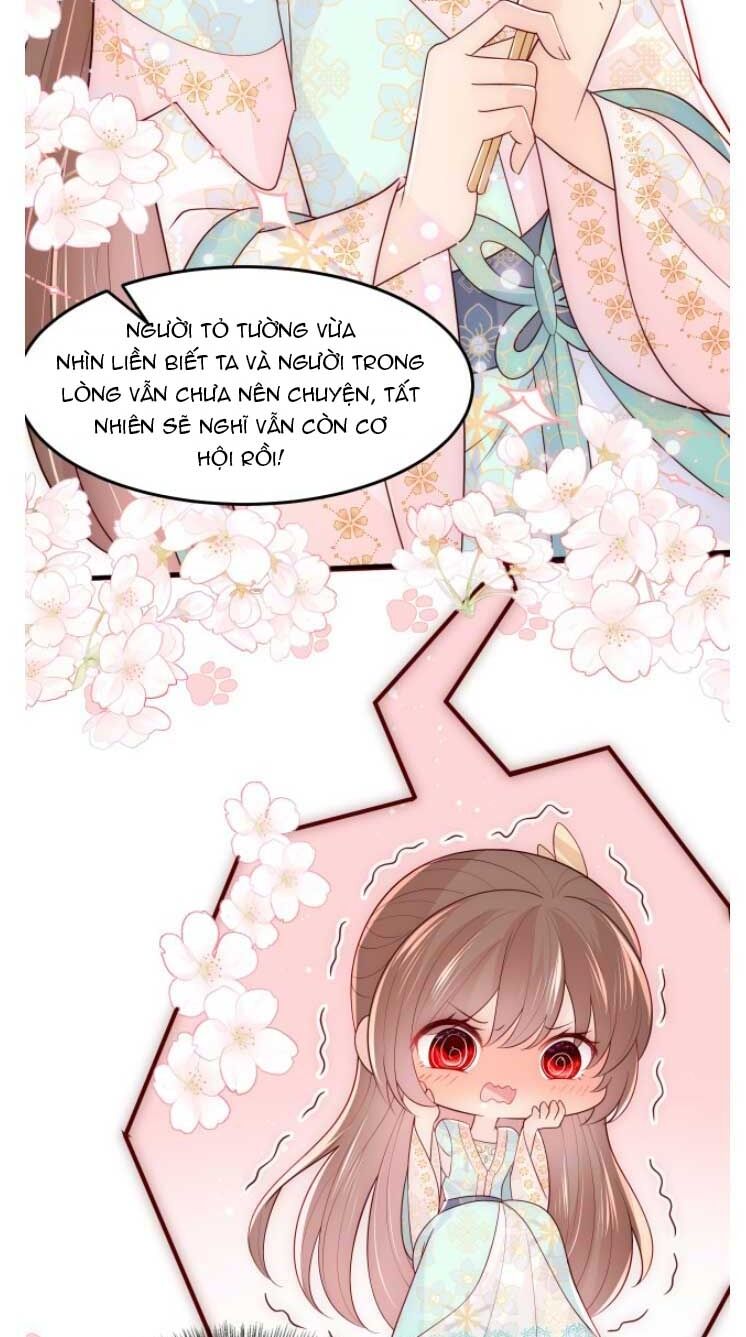 NGƯỜI TỎ TƯỜNG VỪA
NHÌN LIỀN BIẾT TA VÀ NGƯỜI TRONG
LÒNG VẪN CHƯA NÊN CHUYỆN, TẤT
NHIÊN SẼ NGHĨ VẪN CÒN CƠ
HỘI RỒI!